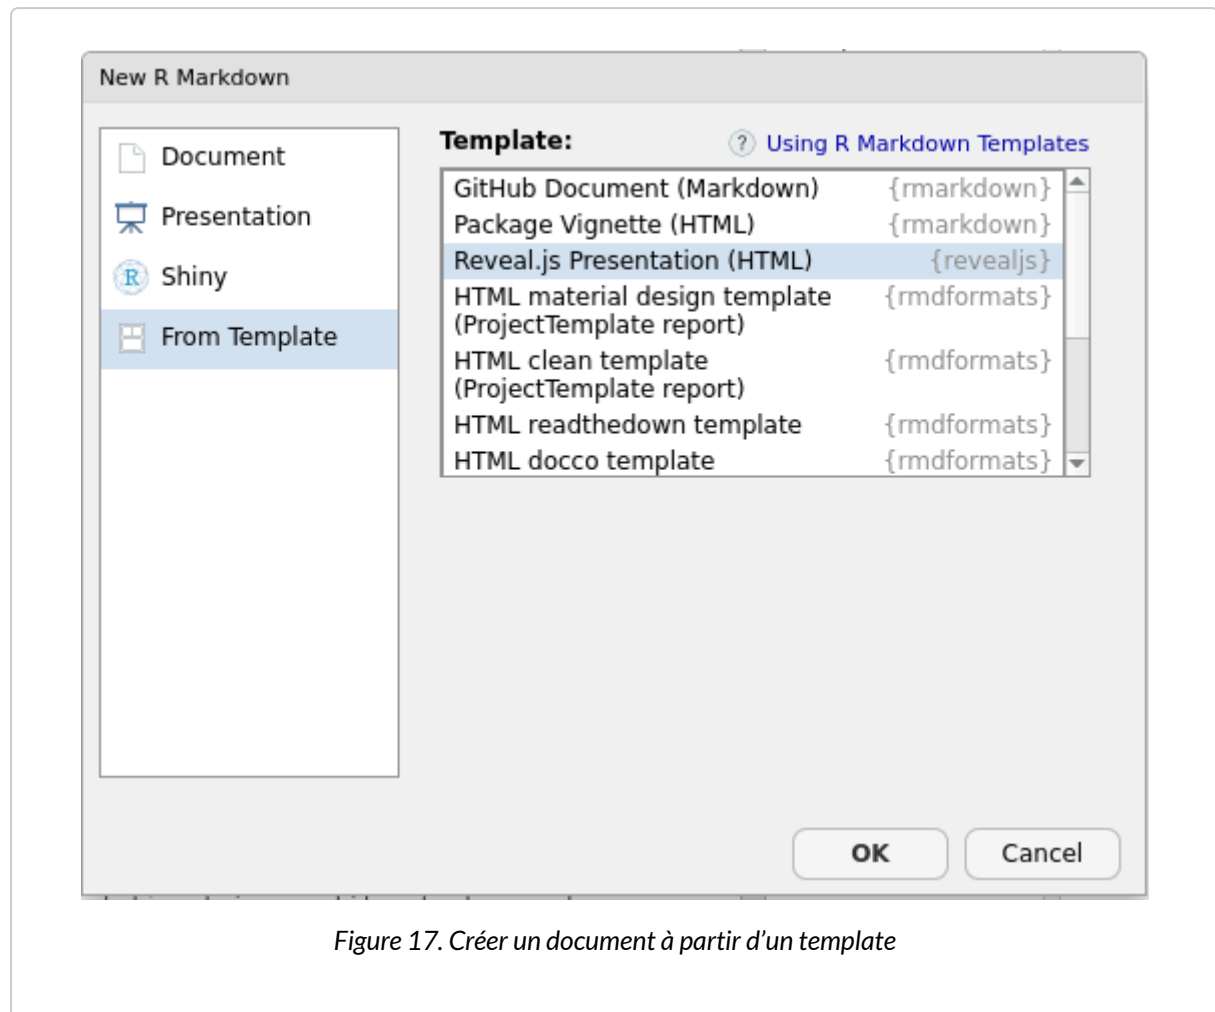 New R Markdown
Document
Presentation
R Shiny
From Template
Template:
? Using R Markdown Templates
GitHub Document (Markdown) {rmarkdown}
Package Vignette (HTML) {rmarkdown}
Reveal.js Presentation (HTML) {revealjs}
HTML material design template {rmdformats}
(ProjectTemplate report)
HTML clean template {rmdformats}
(ProjectTemplate report)
HTML readthedown template {rmdformats}
HTML docco template {rmdformats}
OK Cancel
Figure 17. Créer un document à partir d’un template